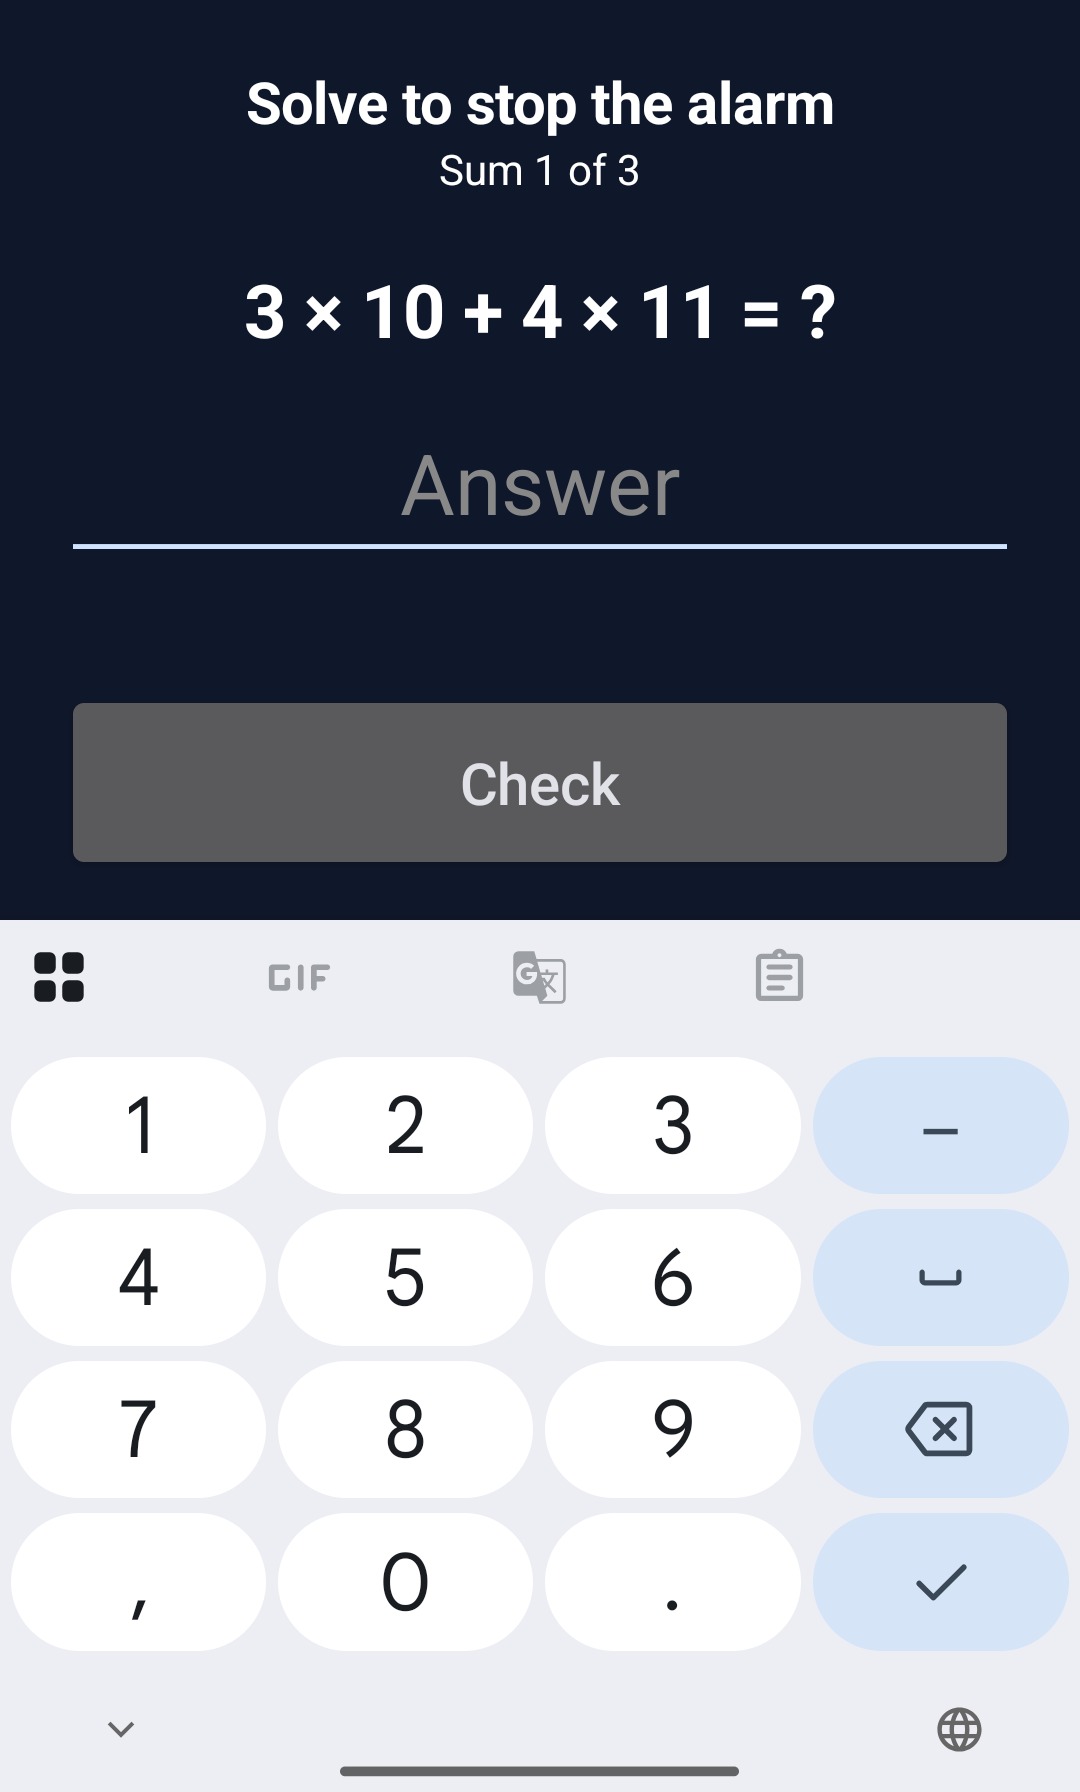 Solve to stop the alarm
Sum 1 of 3
3 × 10 + 4 × 11 = ?
Answer
Check
GIF
G 文
1 2 3 –
4 5 6
7 8 9
, 0 .